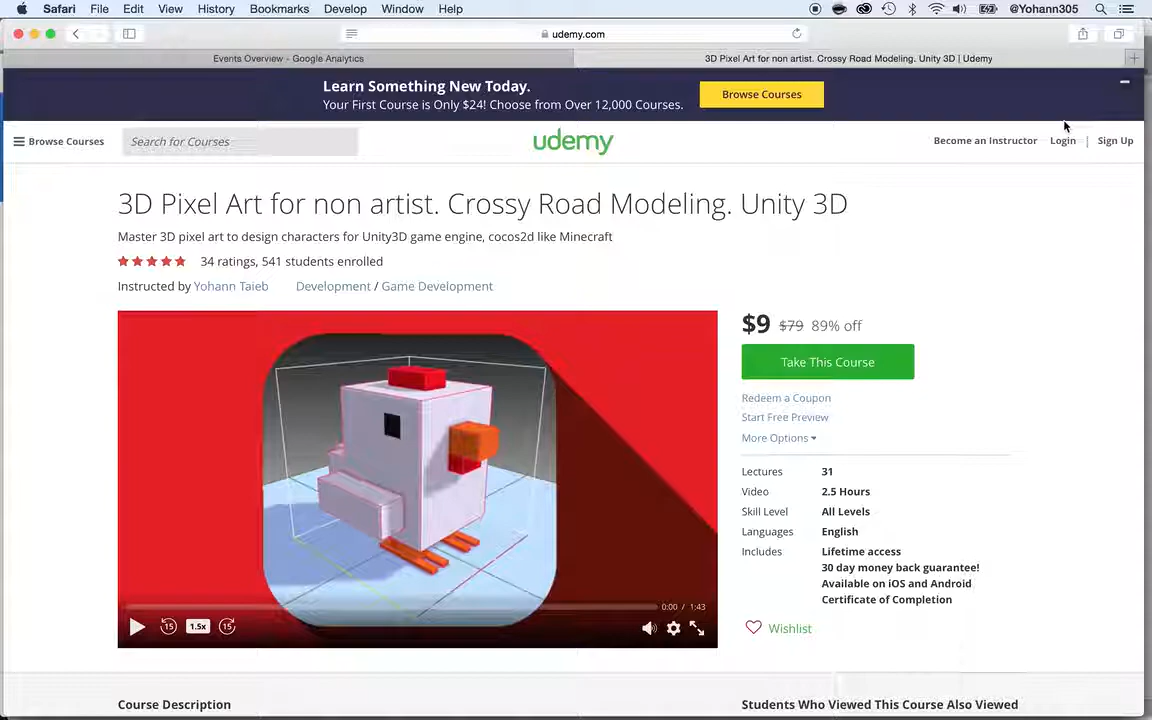 Safari File Edit View History Bookmarks Develop Window Help @Yohann305
udemy.com
Events Overview - Google Analytics
3D Pixel Art for non artist. Crossy Road Modeling. Unity 3D | Udemy
Learn Something New Today.
Your First Course is Only $24! Choose from Over 12,000 Courses.
Browse Courses
Browse Courses
Search for Courses
udemy
Become an Instructor
Login | Sign Up
3D Pixel Art for non artist. Crossy Road Modeling. Unity 3D
Master 3D pixel art to design characters for Unity3D game engine, cocos2d like Minecraft
34 ratings, 541 students enrolled
Instructed by Yohann Taieb Development / Game Development
$9 $79 89% off
Take This Course
Redeem a Coupon
Start Free Preview
More Options
Lectures 31
Video 2.5 Hours
Skill Level All Levels
Languages English
Includes Lifetime access
30 day money back guarantee!
Available on iOS and Android
Certificate of Completion
Wishlist
0:00 / 1:43
15 1.5x 15
Course Description
Students Who Viewed This Course Also Viewed